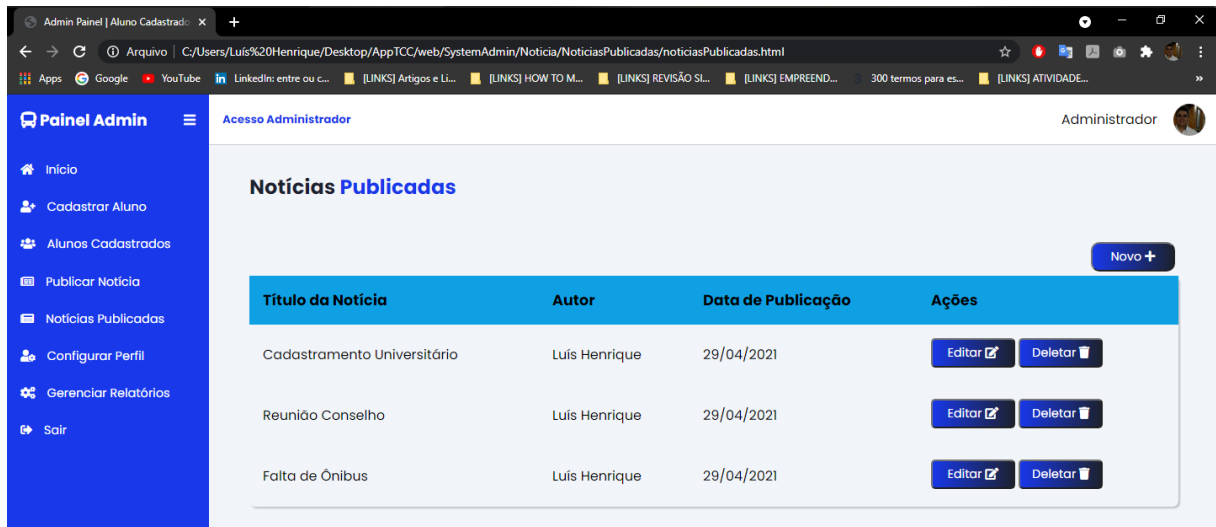 Admin Painel | Aluno Cadastrado
Arquivo | C:/Users/Luís%20Henrique/Desktop/AppTCC/web/SystemAdmin/Noticia/NoticiasPublicadas/noticiasPublicadas.html
Apps Google YouTube LinkedIn: entre ou c... [LINKS] Artigos e Li... [LINKS] HOW TO M... [LINKS] REVISÃO SI... [LINKS] EMPREEND... 300 termos para es... [LINKS] ATIVIDADE... »
Painel Admin
Acesso Administrador
Administrador
Início
Cadastrar Aluno
Alunos Cadastrados
Publicar Notícia
Notícias Publicadas
Configurar Perfil
Gerenciar Relatórios
Sair
Notícias Publicadas
Novo
Título da Notícia Autor Data de Publicação Ações
Cadastramento Universitário Luís Henrique 29/04/2021 Editar Deletar
Reunião Conselho Luís Henrique 29/04/2021 Editar Deletar
Falta de Ônibus Luís Henrique 29/04/2021 Editar Deletar